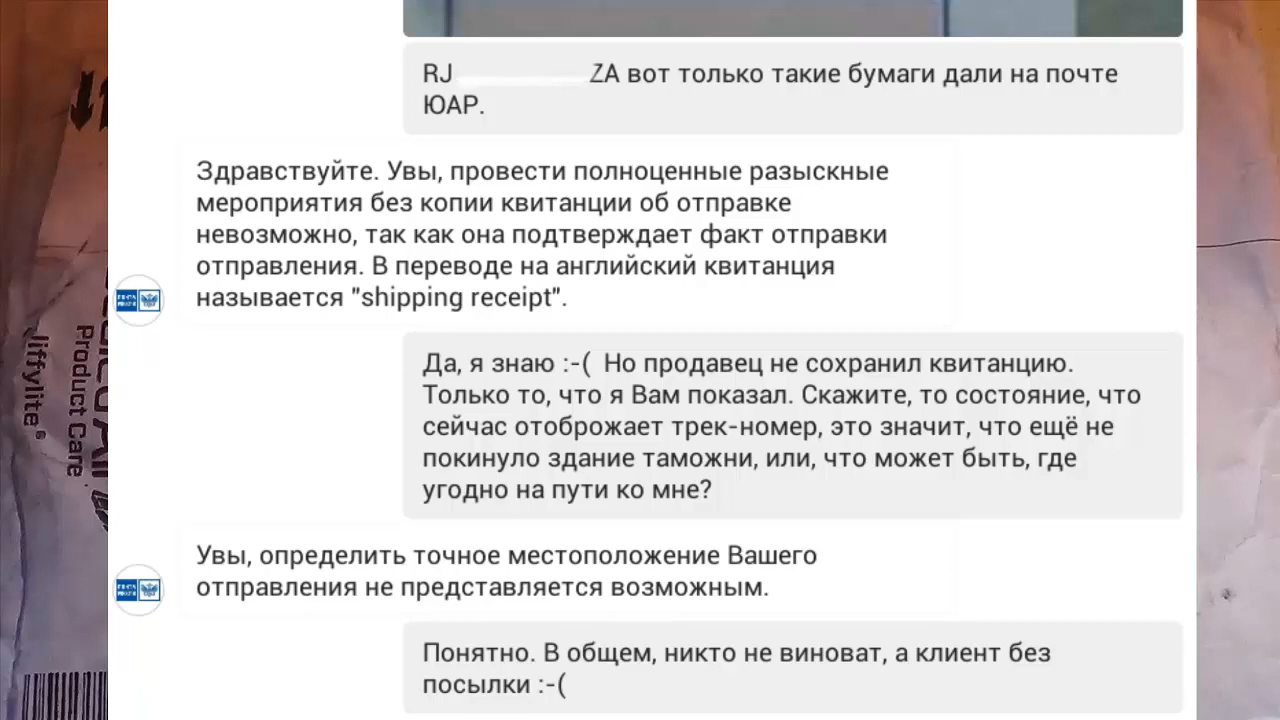 RJ ZA вот только такие бумаги дали на почте
ЮАР.
Здравствуйте. Увы, провести полноценные разыскные
мероприятия без копии квитанции об отправке
невозможно, так как она подтверждает факт отправки
отправления. В переводе на английский квитанция
называется "shipping receipt".
Да, я знаю :-( Но продавец не сохранил квитанцию.
Только то, что я Вам показал. Скажите, то состояние, что
сейчас отоброжает трек-номер, это значит, что ещё не
покинуло здание таможни, или, что может быть, где
угодно на пути ко мне?
Увы, определить точное местоположение Вашего
отправления не представляется возможным.
Понятно. В общем, никто не виноват, а клиент без
посылки :-(
Jiffylite®
Product Care